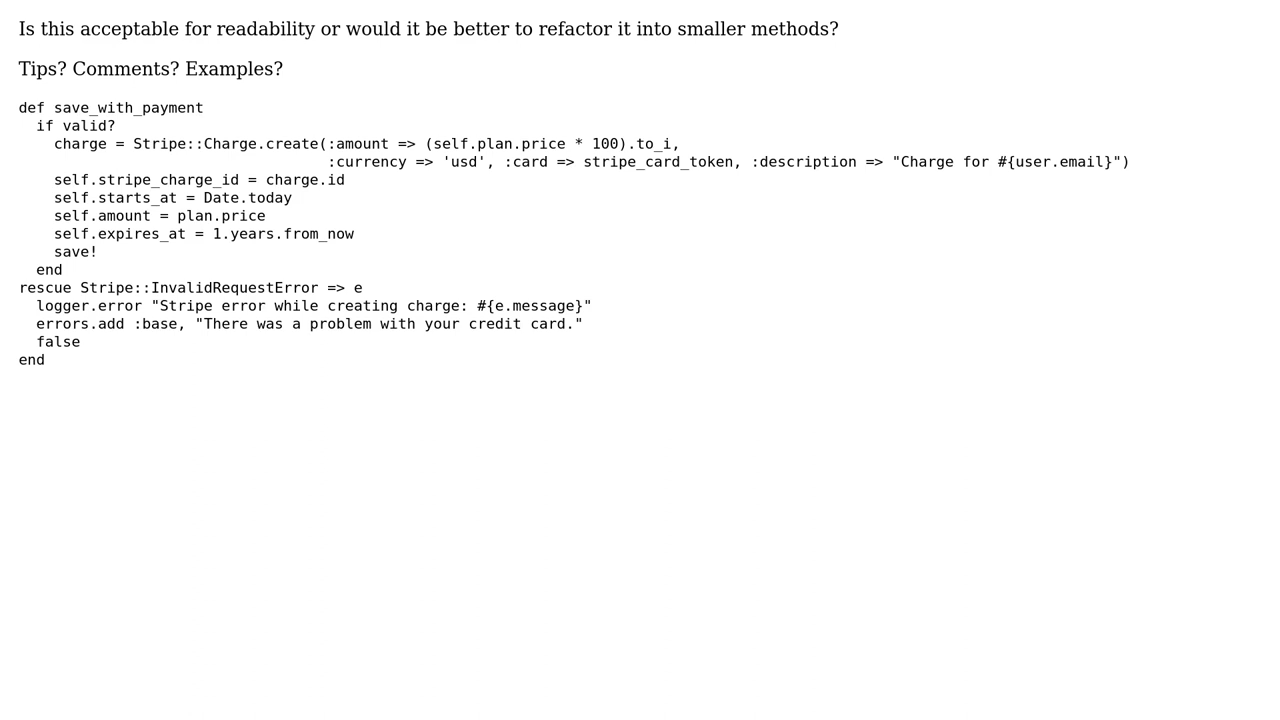 Is this acceptable for readability or would it be better to refactor it into smaller methods?
Tips? Comments? Examples?
def save_with_payment
  if valid?
    charge = Stripe::Charge.create(:amount => (self.plan.price * 100).to_i,
                                   :currency => 'usd', :card => stripe_card_token, :description => "Charge for #{user.email}")
    self.stripe_charge_id = charge.id
    self.starts_at = Date.today
    self.amount = plan.price
    self.expires_at = 1.years.from_now
    save!
  end
rescue Stripe::InvalidRequestError => e
  logger.error "Stripe error while creating charge: #{e.message}"
  errors.add :base, "There was a problem with your credit card."
  false
end